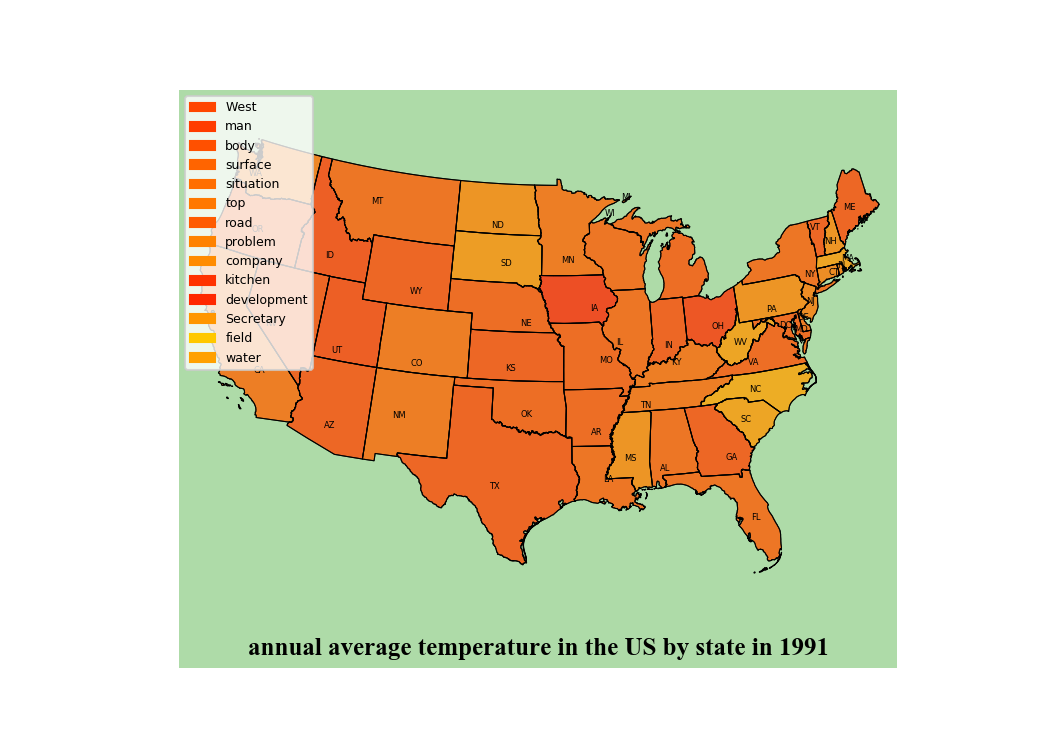 West
man
body
surface
situation
top
road
problem
company
kitchen
development
Secretary
field
water
OR
CA
ID
MT
WY
UT
CO
AZ
NM
ND
SD
NE
KS
OK
TX
MN
IA
MO
AR
LA
WI
MI
MI
IL
IN
OH
KY
TN
MS
AL
GA
FL
SC
NC
VA
WV
PA
NY
VT
NH
ME
MA
CT
NJ
annual average temperature in the US by state in 1991